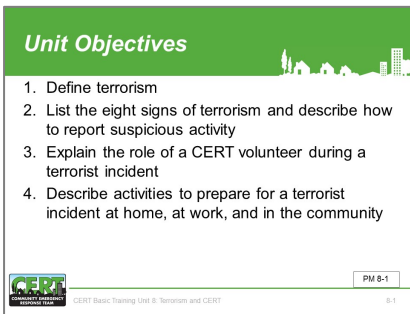 Unit Objectives
1. Define terrorism
2. List the eight signs of terrorism and describe how
to report suspicious activity
3. Explain the role of a CERT volunteer during a
terrorist incident
4. Describe activities to prepare for a terrorist
incident at home, at work, and in the community
PM 8-1
CERT
COMMUNITY EMERGENCY
RESPONSE TEAM
CERT Basic Training Unit 8: Terrorism and CERT
8-1